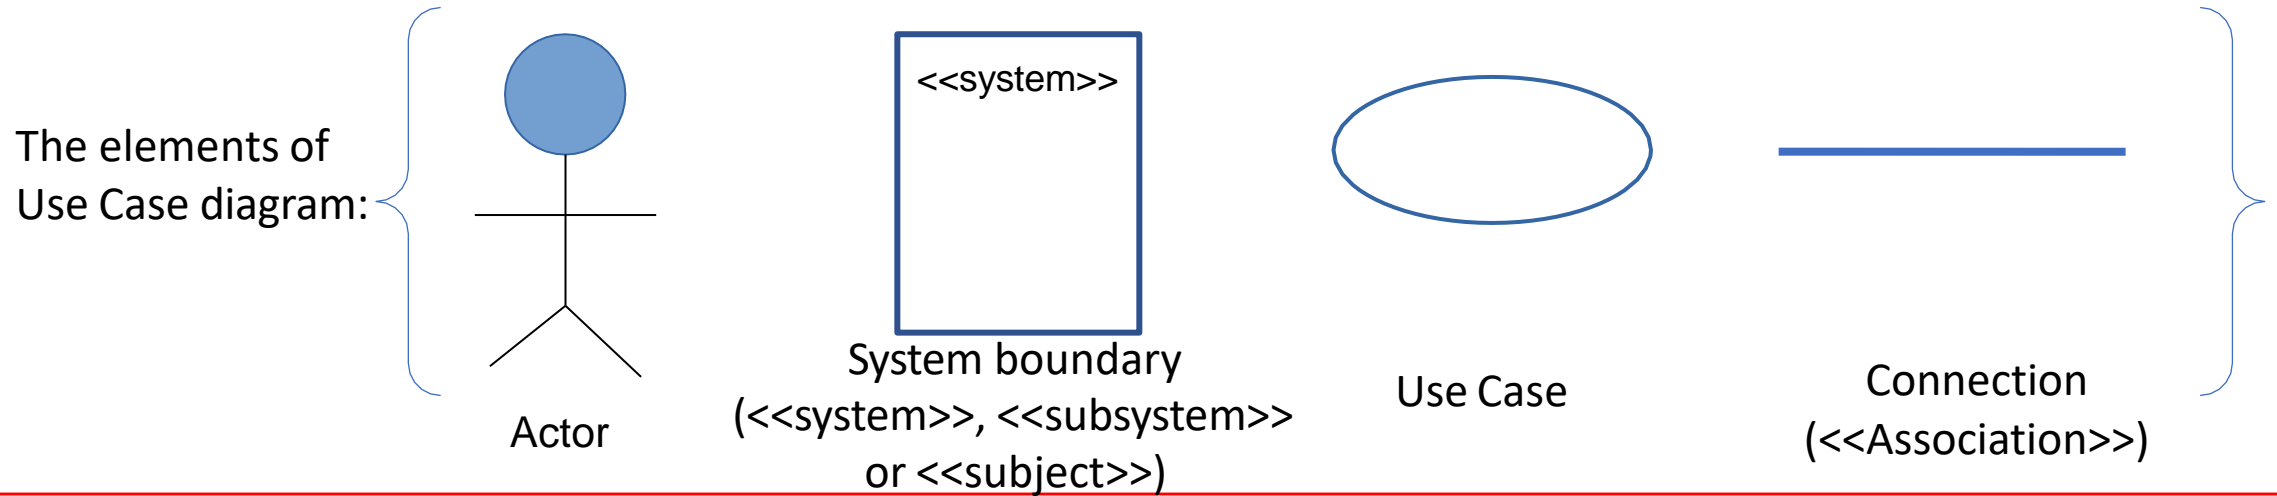 The elements of
Use Case diagram:
<<system>>
Actor
System boundary
(<<system>>, <<subsystem>>
or <<subject>>)
Use Case
Connection
(<<Association>>)